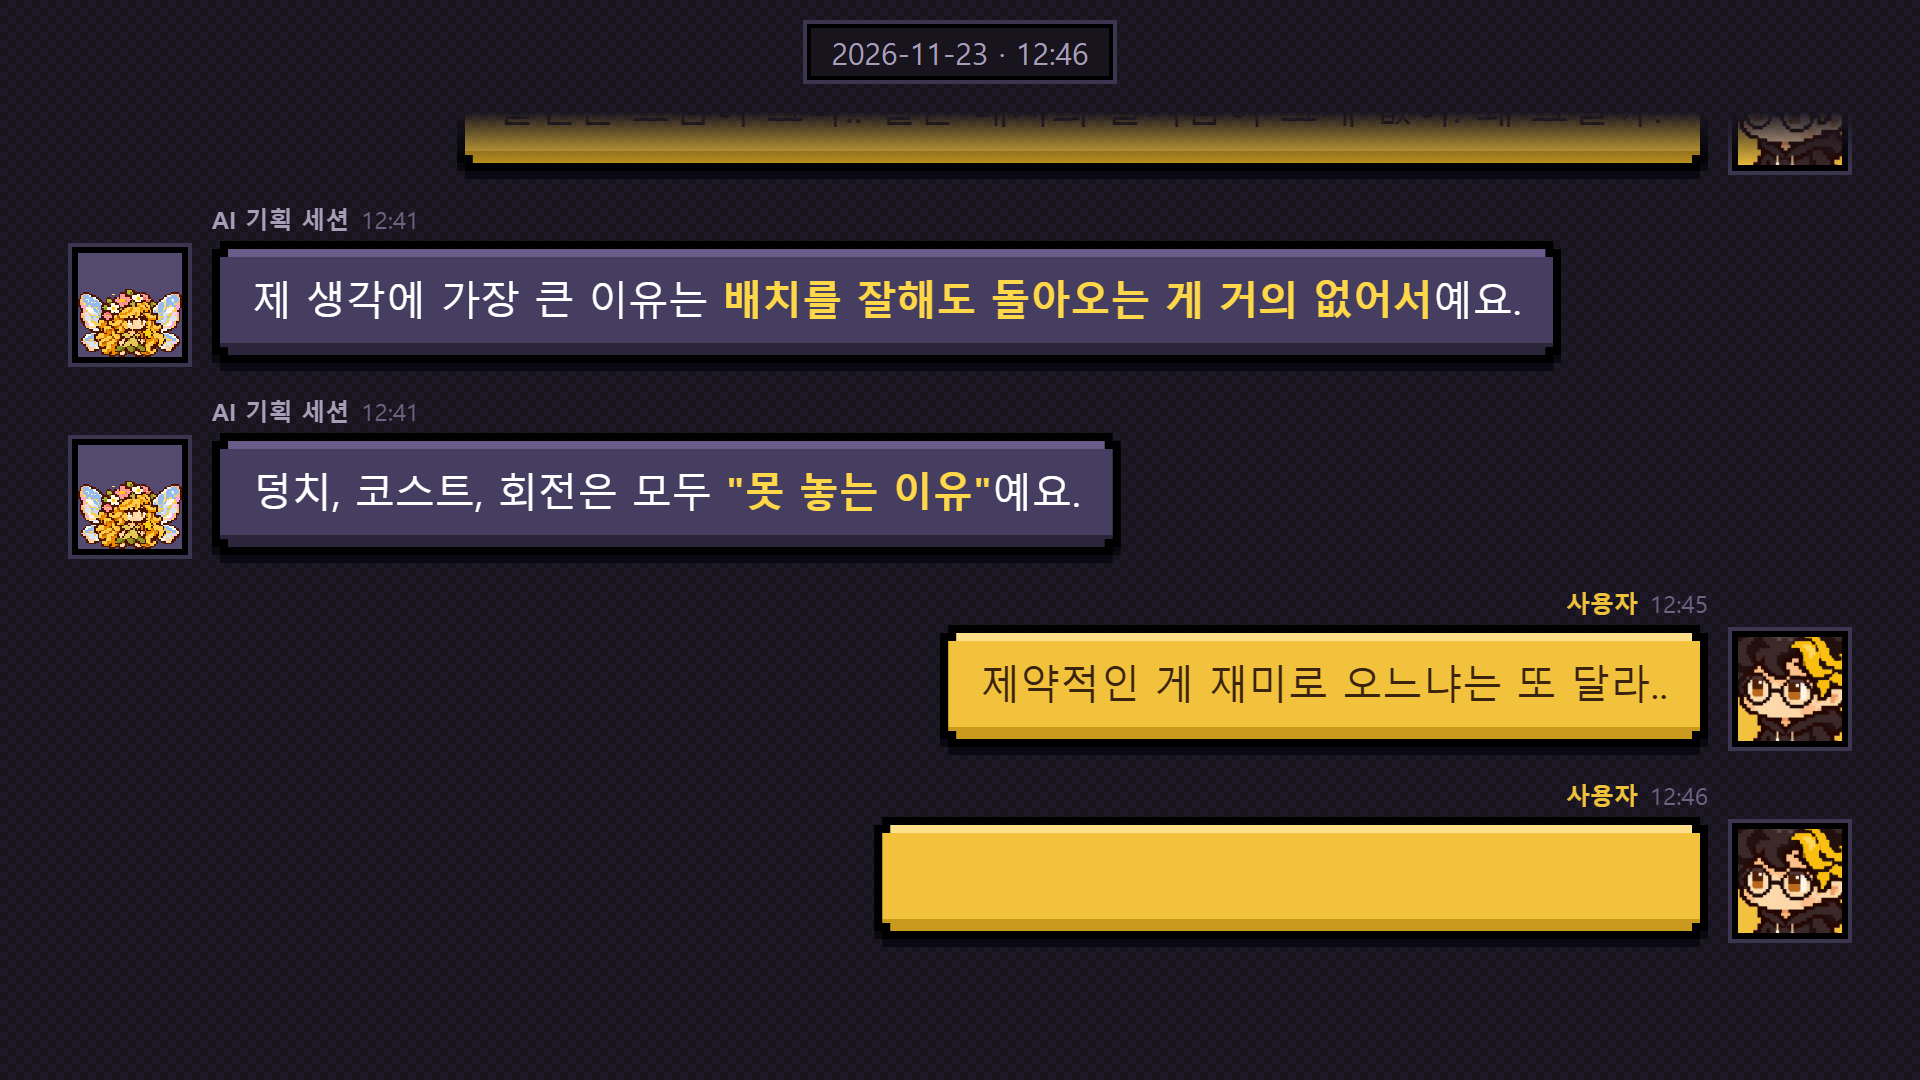 2026-11-23 · 12:46
AI 기획 세션 12:41
제 생각에 가장 큰 이유는 배치를 잘해도 돌아오는 게 거의 없어서예요.
AI 기획 세션 12:41
덩치, 코스트, 회전은 모두 "못 놓는 이유"예요.
사용자 12:45
제약적인 게 재미로 오느냐는 또 달라..
사용자 12:46